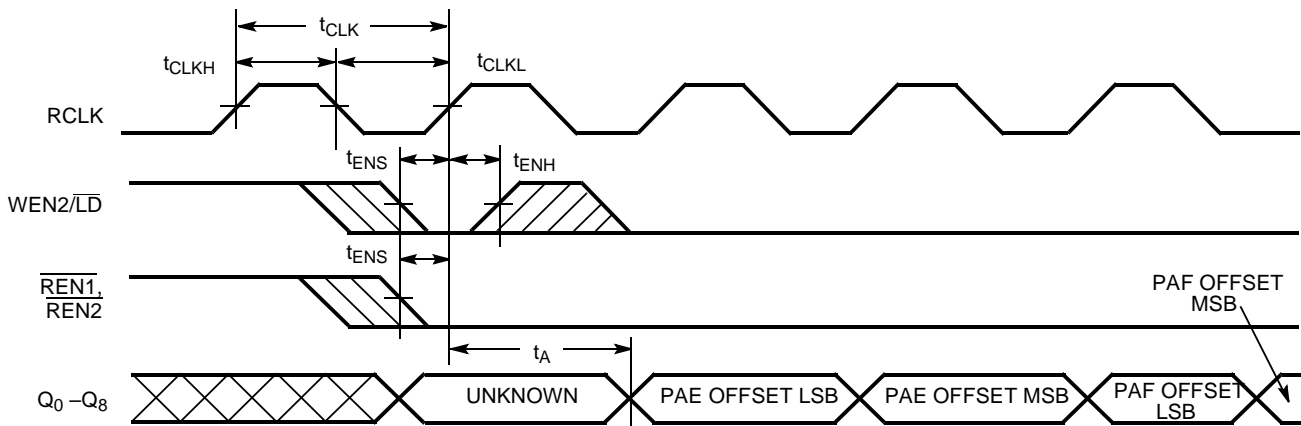 tCLK
tCLKH
tCLKL
RCLK
tENS
tENH
WEN2/LD
tENS
REN1,
REN2
PAF OFFSET
MSB
tA
Q0 –Q8
UNKNOWN
PAE OFFSET LSB
PAE OFFSET MSB
PAF OFFSET
LSB